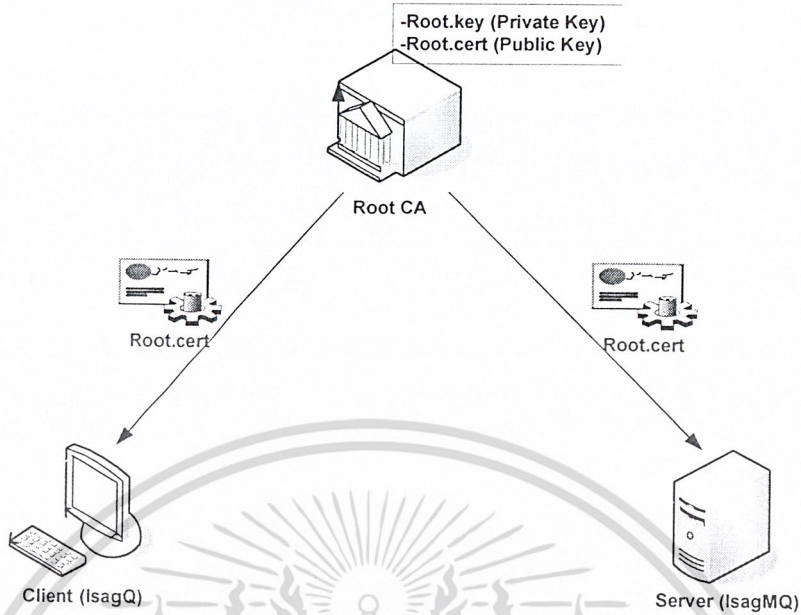 -Root.key (Private Key)
-Root.cert (Public Key)
Root CA
Root.cert
Root.cert
Client (IsagQ)
Server (IsagMQ)